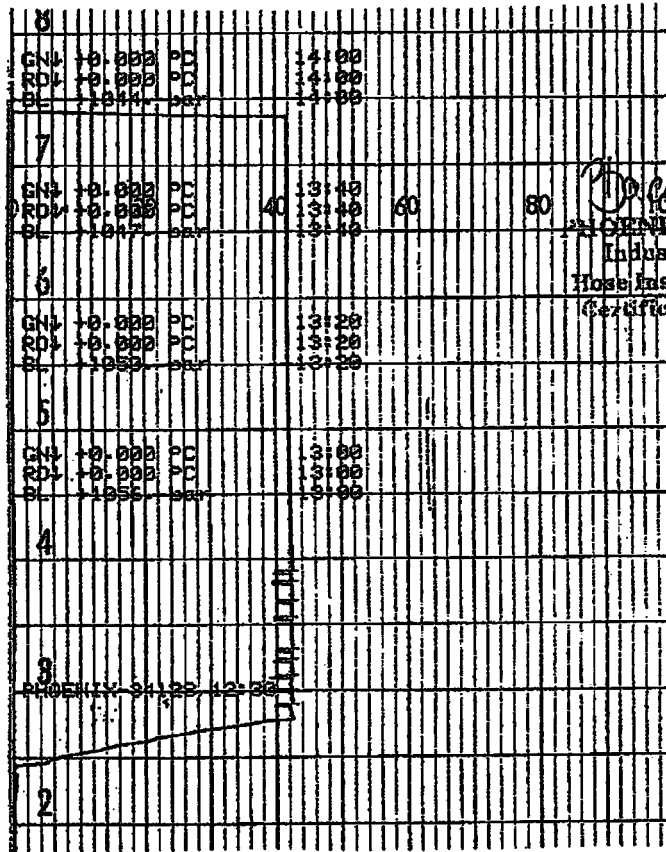 8
GN↓ +0.000 PC 14:00
RD↓ +0.000 PC 14:00
BL +1044. bar 14:00
7
GN↓ +0.000 PC 13:40
RD↓ +0.000 PC 13:40
40 60 80
BL +1047. bar 13:40
PHOENI
Indus
6
Hose Ins
Certific
GN↓ +0.000 PC 13:20
RD↓ +0.000 PC 13:20
BL +1050. bar 13:20
5
GN↓ +0.000 PC 13:00
RD↓ +0.000 PC 13:00
BL +1056. bar 13:00
4
3
PHOENIX 12:30
2